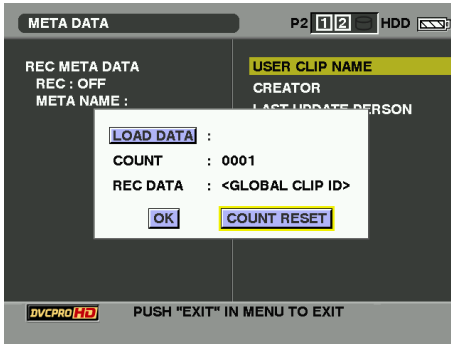 META DATA
P2 1 2 HDD
REC META DATA
REC : OFF
META NAME :
USER CLIP NAME
CREATOR
LAST UPDATE PERSON
LOAD DATA :
COUNT : 0001
REC DATA : <GLOBAL CLIP ID>
OK
COUNT RESET
DVCPRO HD
PUSH "EXIT" IN MENU TO EXIT